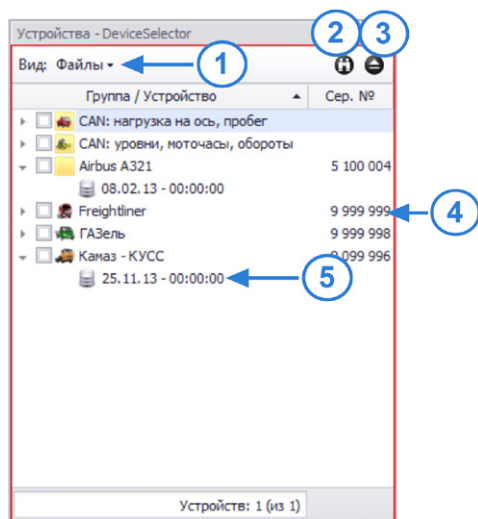 Устройства - DeviceSelector
2 3
Вид: Файлы 1
Группа / Устройство Сер. №
CAN: нагрузка на ось, пробег
CAN: уровни, моточасы, обороты
Airbus A321 5 100 004
08.02.13 - 00:00:00
Freightliner 9 999 999 4
ГАЗель 9 999 998
Камаз - КУСС 9 099 996
25.11.13 - 00:00:00 5
Устройств: 1 (из 1)